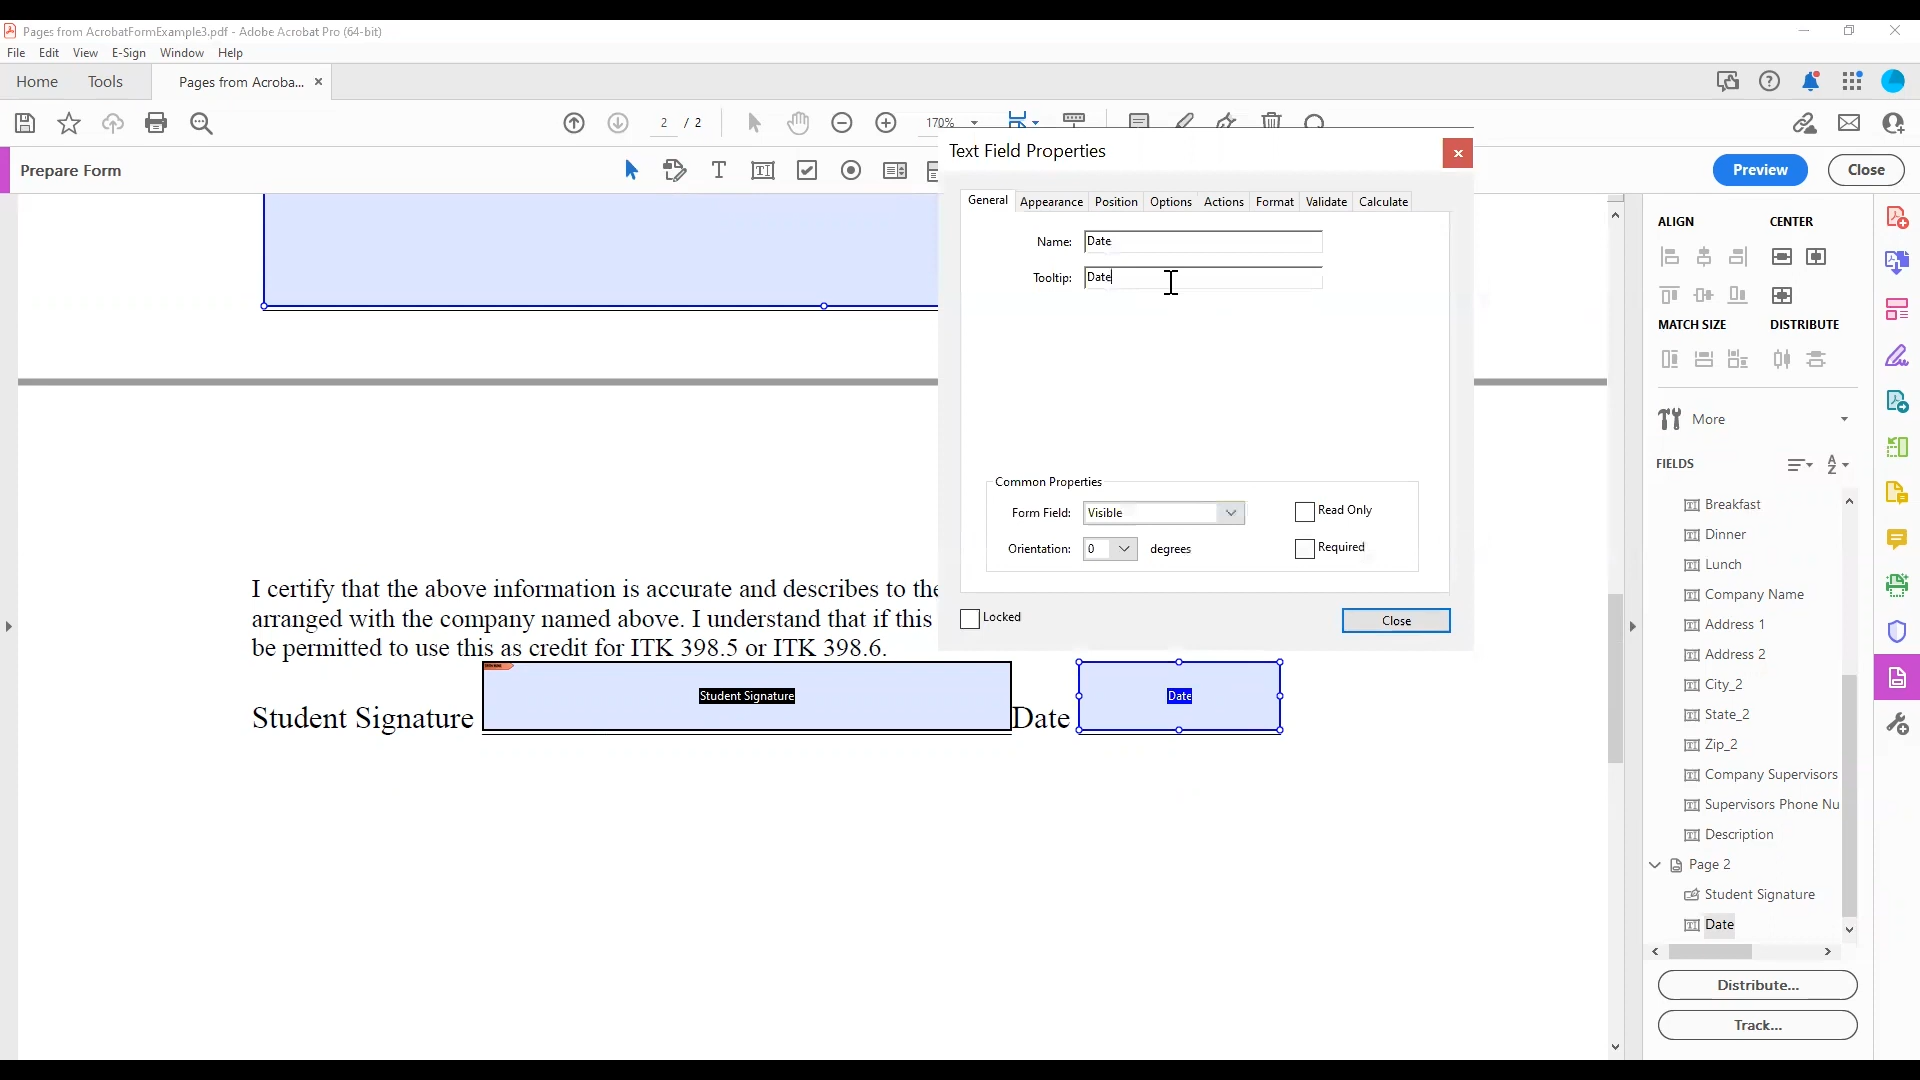 Pages from AcrobatFormExample3.pdf - Adobe Acrobat Pro (64-bit)
File Edit View E-Sign Window Help
Home Tools Pages from Acroba... ×
2 / 2 170%
Prepare Form Preview Close
Text Field Properties
General Appearance Position Options Actions Format Validate Calculate
Name: Date
Tooltip: Date
Common Properties
Form Field: Visible Read Only
Orientation: 0 degrees Required
Locked Close
I certify that the above information is accurate and describes to the
arranged with the company named above. I understand that if this
be permitted to use this as credit for ITK 398.5 or ITK 398.6.
Student Signature Student Signature Date Date
ALIGN CENTER
MATCH SIZE DISTRIBUTE
More
FIELDS
Breakfast
Dinner
Lunch
Company Name
Address 1
Address 2
City_2
State_2
Zip_2
Company Supervisors
Supervisors Phone Nu
Description
Page 2
Student Signature
Date
Distribute...
Track...